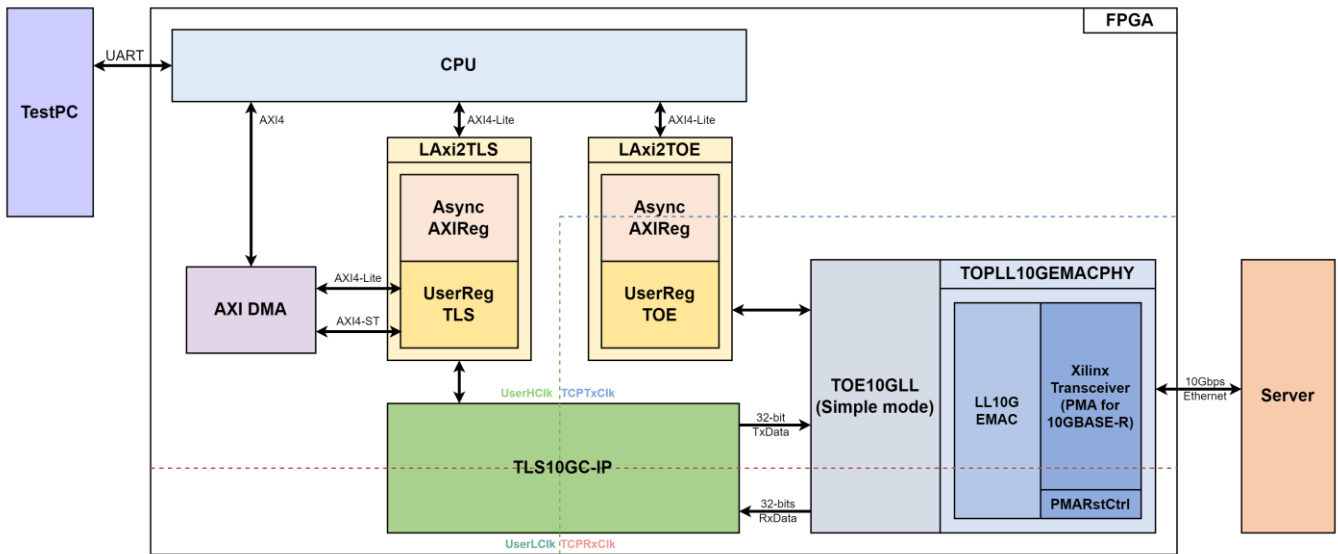 FPGA
UART
CPU
TestPC
AXI4
AXI4-Lite
AXI4-Lite
LAxi2TLS
LAxi2TOE
Async
AXIReg
Async
AXIReg
AXI4-Lite
AXI DMA
AXI4-ST
UserReg
TLS
UserReg
TOE
TOPLL10GEMACPHY
TOE10GLL
(Simple mode)
LL10G
EMAC
Xilinx
Transceiver
(PMA for
10GBASE-R)
PMARstCtrl
10Gbps
Ethernet
Server
UserHClk
TCPTxClk
TLS10GC-IP
32-bit
TxData
32-bits
RxData
UserLClk
TCPRxClk